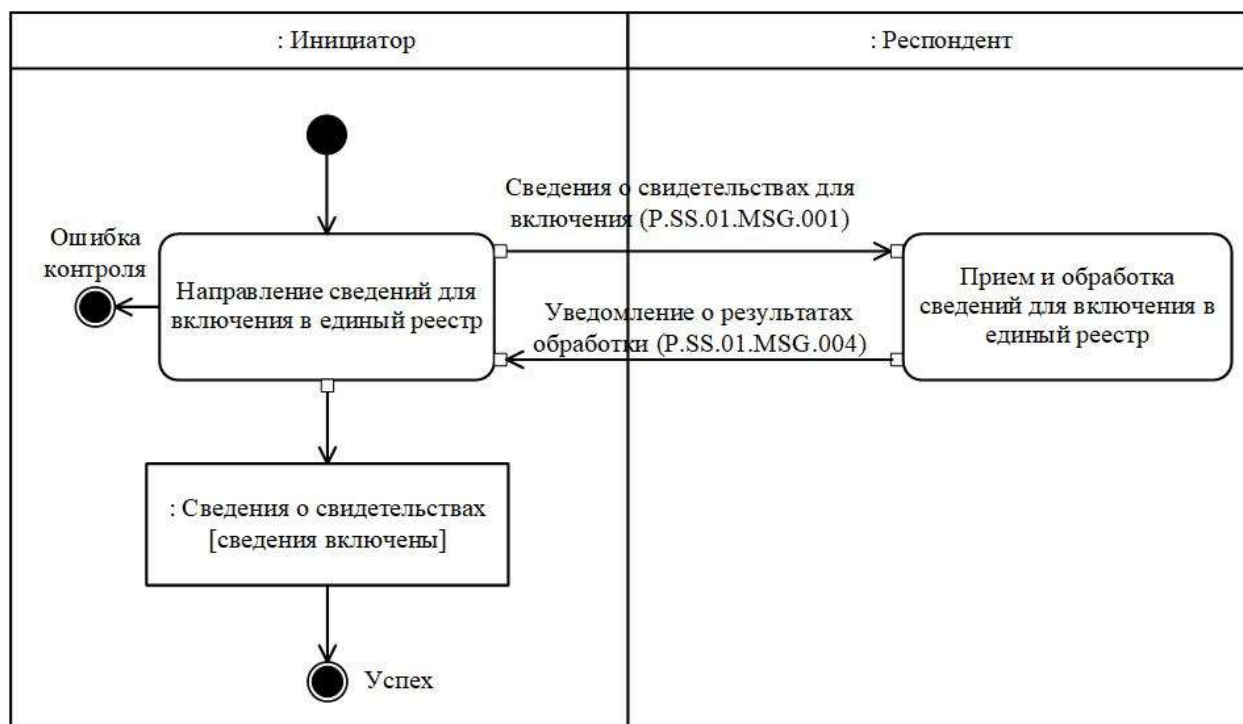 : Инициатор
: Респондент
Сведения о свидетельствах для
включения (P.SS.01.MSG.001)
Ошибка
контроля
Направление сведений для
включения в единый реестр
Прием и обработка
сведений для включения в
единый реестр
Уведомление о результатах
обработки (P.SS.01.MSG.004)
: Сведения о свидетельствах
[сведения включены]
Успех